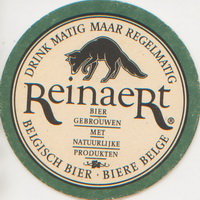 DRINK MATIG MAAR REGELMATIG
ReinaeRt®
BIER
GEBROUWEN
MET
NATUURLIJKE
PRODUKTEN
BELGISCH BIER · BIERE BELGE